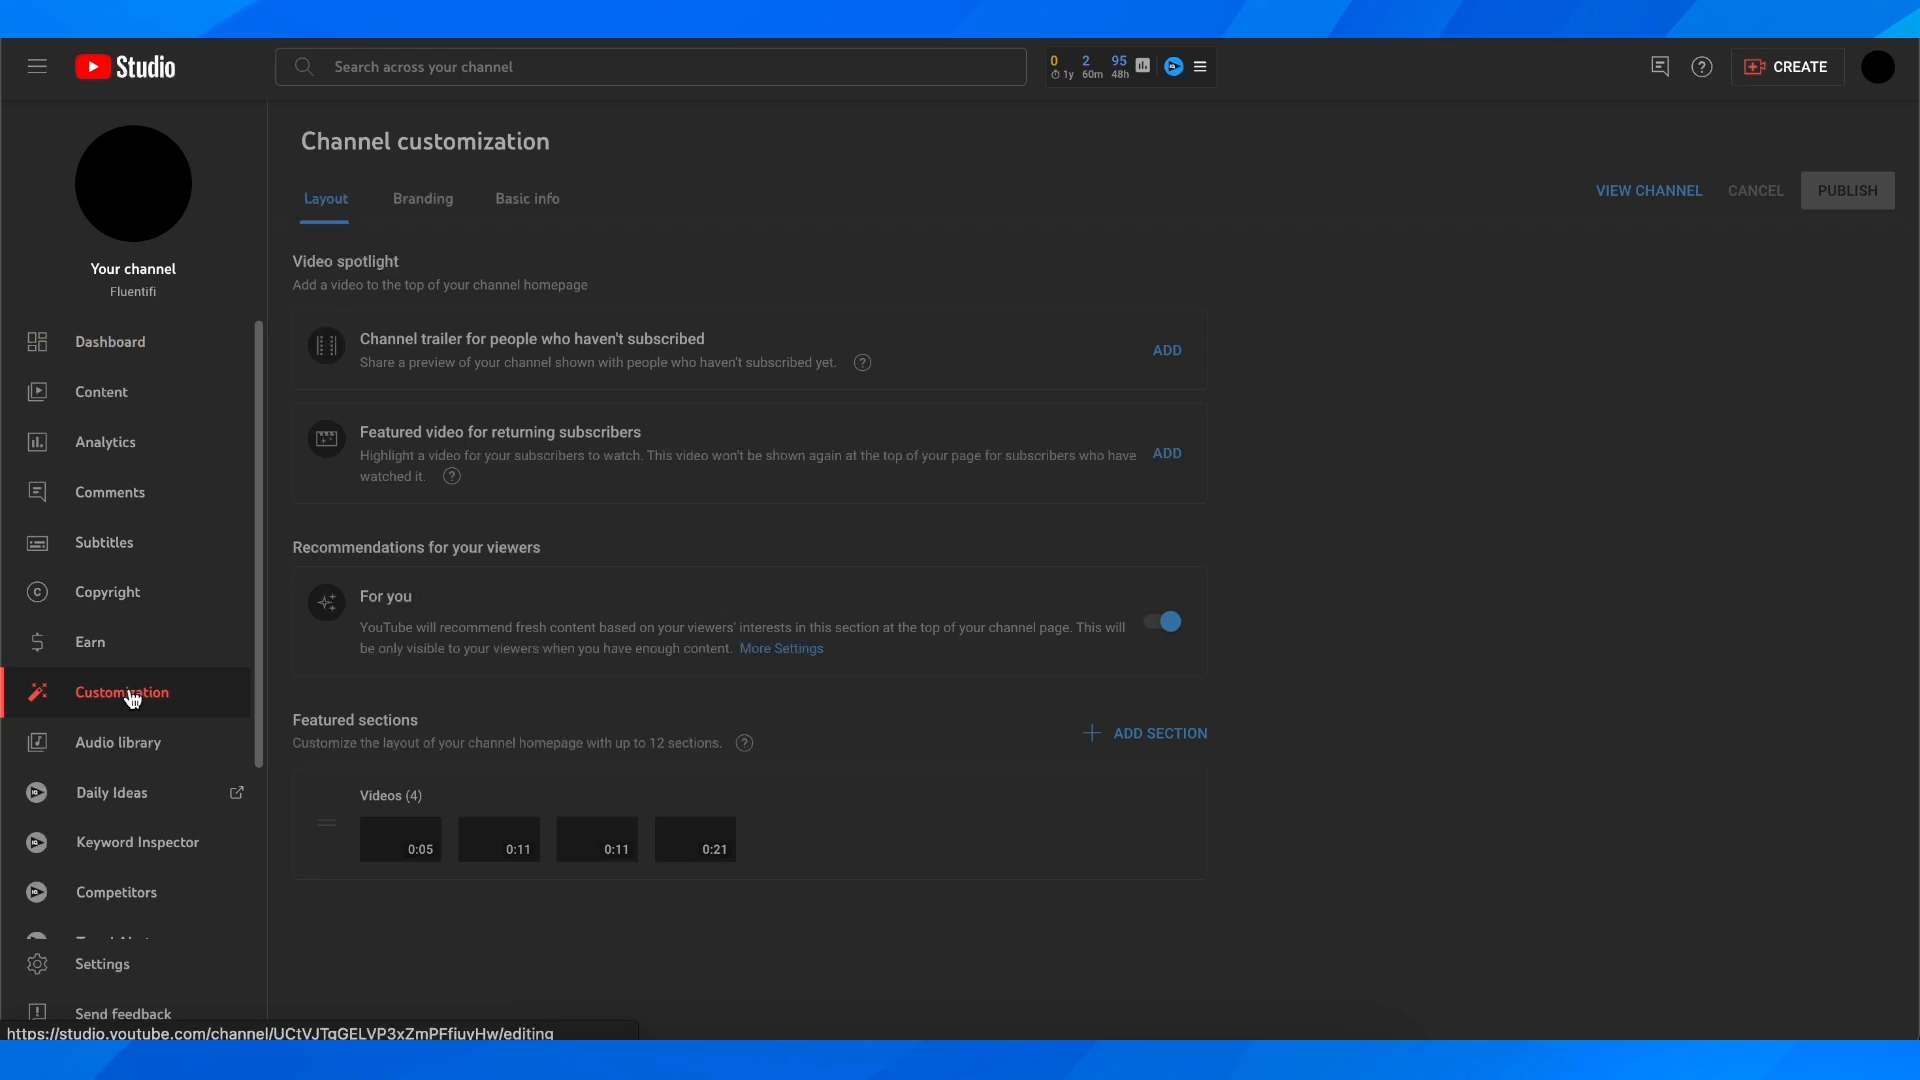 Studio
Search across your channel
0 2 95
1y 60m 48h
CREATE
Channel customization
Layout Branding Basic info
VIEW CHANNEL CANCEL PUBLISH
Your channel
Fluentifi
Dashboard
Content
Analytics
Comments
Subtitles
Copyright
Earn
Customization
Audio library
Daily Ideas
Keyword Inspector
Competitors
Settings
Send feedback
Video spotlight
Add a video to the top of your channel homepage
Channel trailer for people who haven't subscribed
Share a preview of your channel shown with people who haven't subscribed yet.
ADD
Featured video for returning subscribers
Highlight a video for your subscribers to watch. This video won't be shown again at the top of your page for subscribers who have
watched it.
ADD
Recommendations for your viewers
For you
YouTube will recommend fresh content based on your viewers' interests in this section at the top of your channel page. This will
be only visible to your viewers when you have enough content. More Settings
Featured sections
Customize the layout of your channel homepage with up to 12 sections.
ADD SECTION
Videos (4)
0:05 0:11 0:11 0:21
https://studio.youtube.com/channel/UCtVJTqGELVP3xZmPFfiuyHw/editing